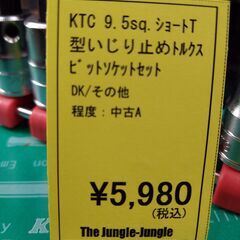 KTC 9.5sq.ショートT
型いじり止めトルクス
ビットソケットセット
DK/その他
程度:中古A
¥5,980
(税込)
The Jungle-Jungle